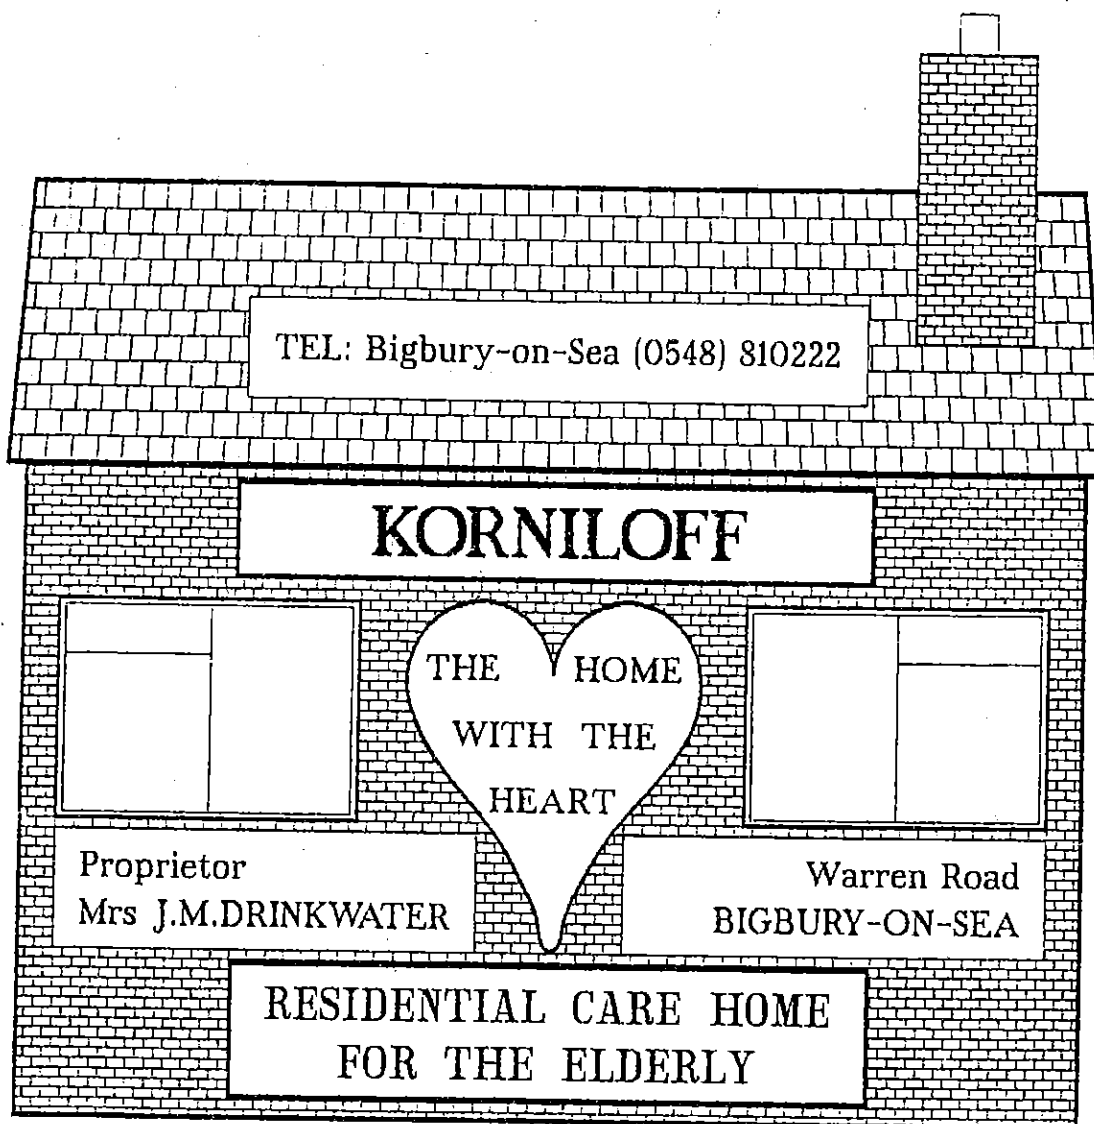 TEL: Bigbury-on-Sea (0548) 810222
KORNILOFF
THE HOME
WITH THE
HEART
Proprietor
Mrs J.M.DRINKWATER
Warren Road
BIGBURY-ON-SEA
RESIDENTIAL CARE HOME
FOR THE ELDERLY